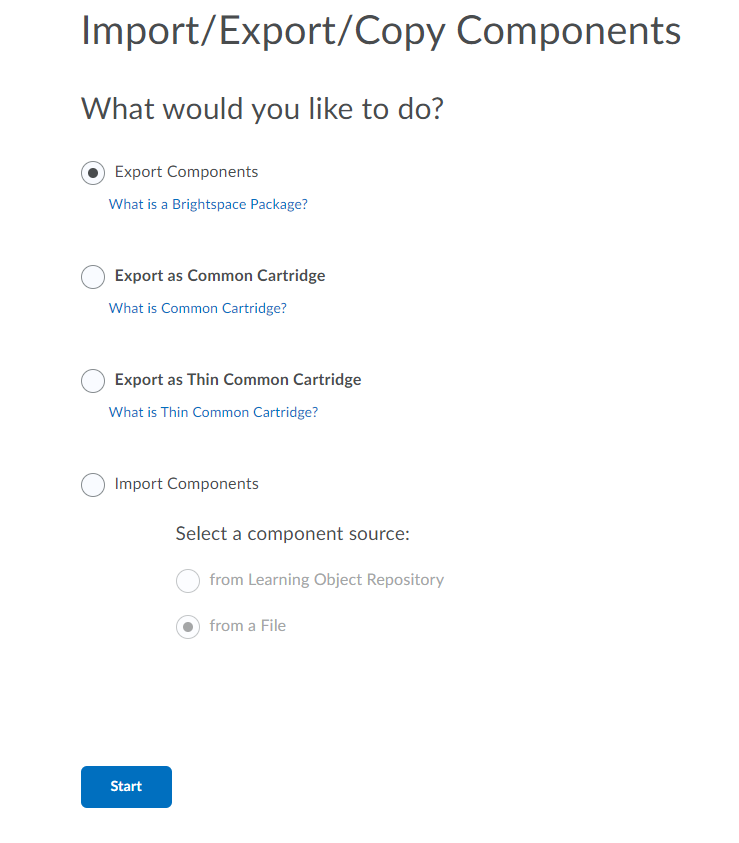 Import/Export/Copy Components
What would you like to do?
Export Components
What is a Brightspace Package?
Export as Common Cartridge
What is Common Cartridge?
Export as Thin Common Cartridge
What is Thin Common Cartridge?
Import Components
Select a component source:
from Learning Object Repository
from a File
Start